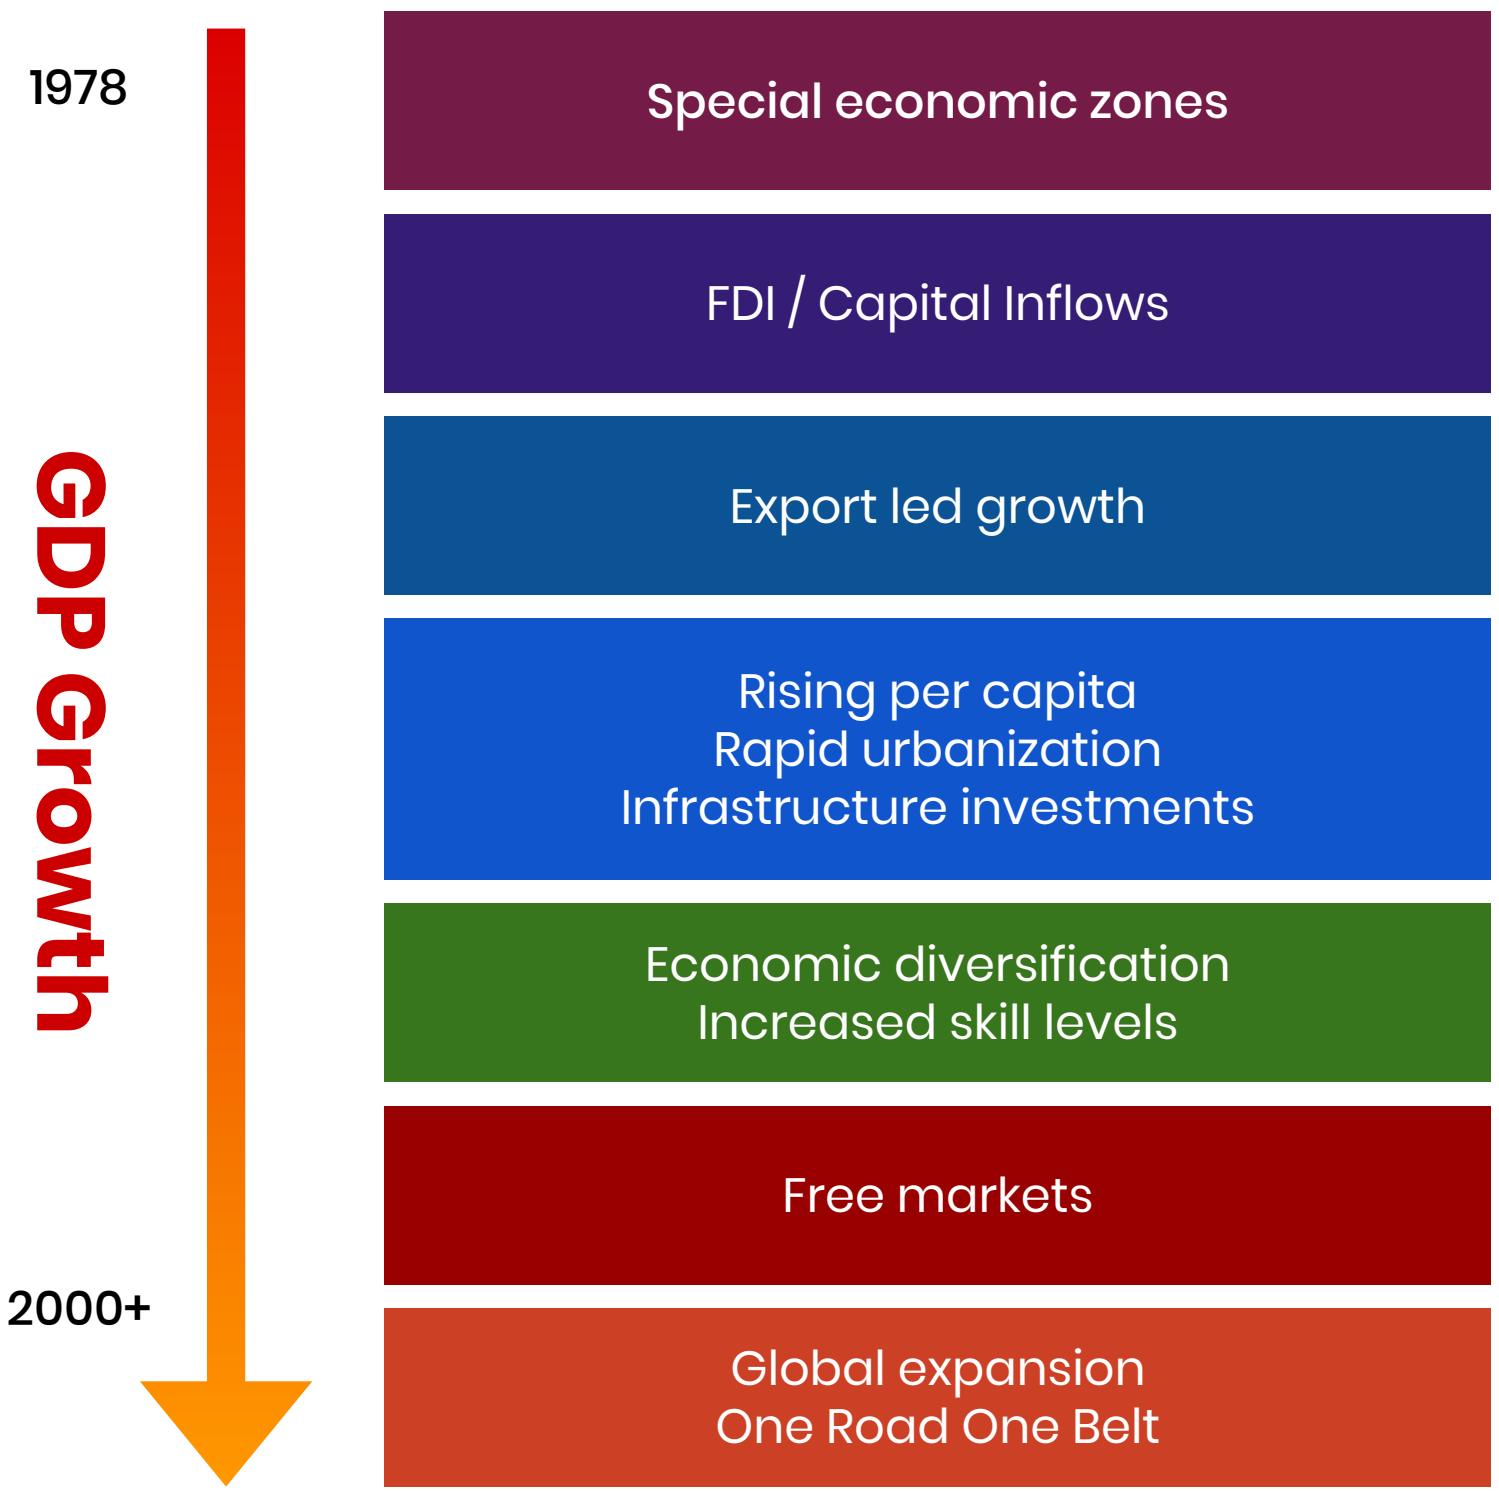 1978
Special economic zones
FDI / Capital Inflows
Export led growth
GDP Growth
Rising per capita
Rapid urbanization
Infrastructure investments
Economic diversification
Increased skill levels
Free markets
2000+
Global expansion
One Road One Belt